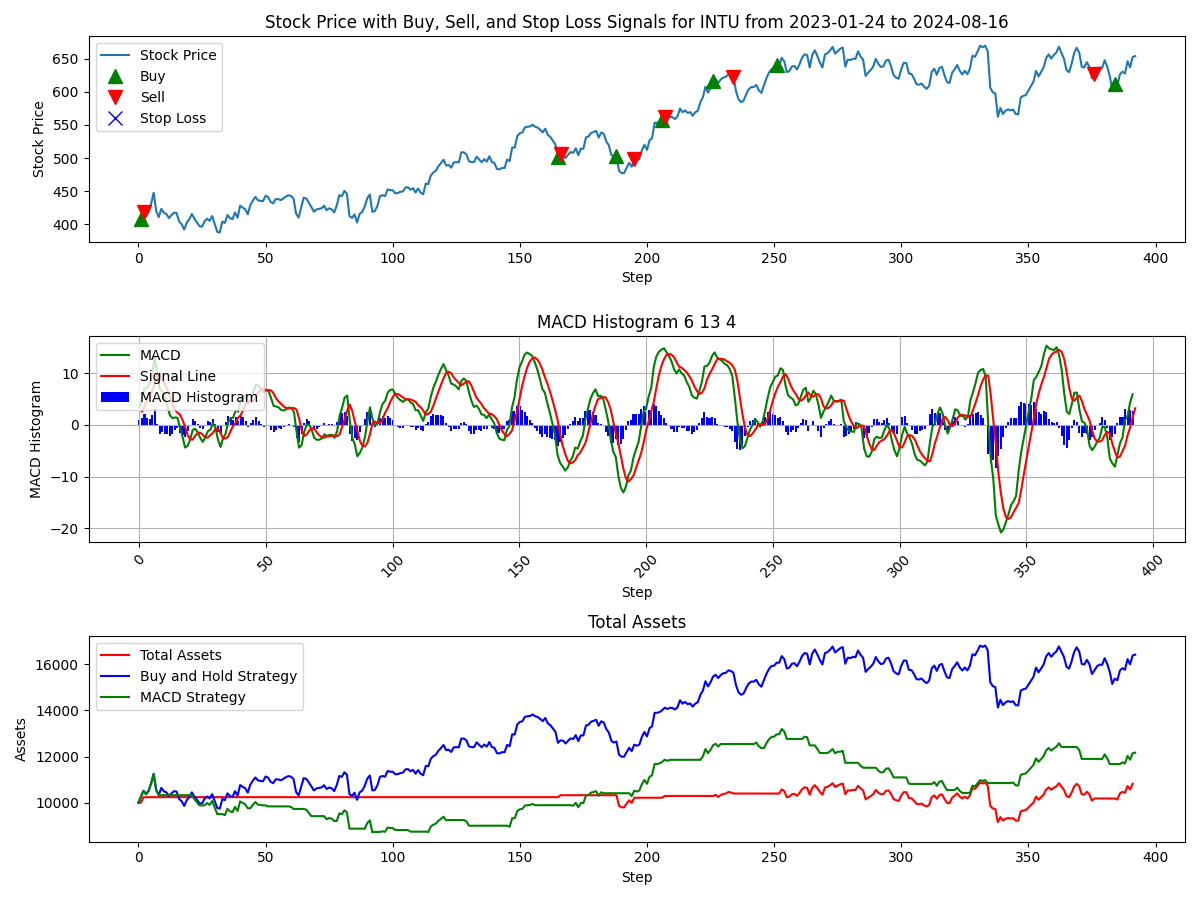 Stock Price with Buy, Sell, and Stop Loss Signals for INTU from 2023-01-24 to 2024-08-16
Stock Price
Buy
Sell
Stop Loss
Stock Price
650
600
550
500
450
400
0 50 100 150 200 250 300 350 400
Step
MACD Histogram 6 13 4
MACD
Signal Line
MACD Histogram
MACD Histogram
10
0
−10
−20
0 50 100 150 200 250 300 350 400
Step
Total Assets
Total Assets
Buy and Hold Strategy
MACD Strategy
Assets
16000
14000
12000
10000
0 50 100 150 200 250 300 350 400
Step